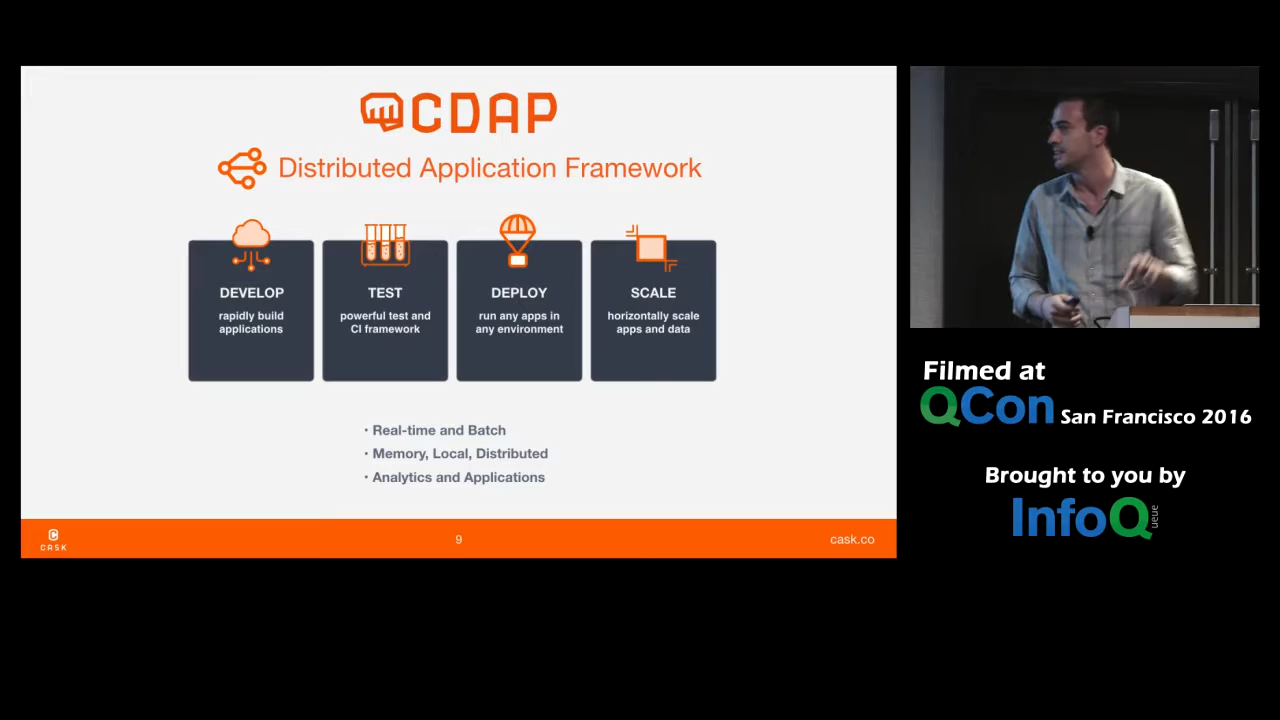 CDAP
Distributed Application Framework
DEVELOP
rapidly build
applications
TEST
powerful test and
CI framework
DEPLOY
run any apps in
any environment
SCALE
horizontally scale
apps and data
• Real-time and Batch
• Memory, Local, Distributed
• Analytics and Applications
CASK
9
cask.co
Filmed at
QCon San Francisco 2016
Brought to you by
InfoQ
ueue